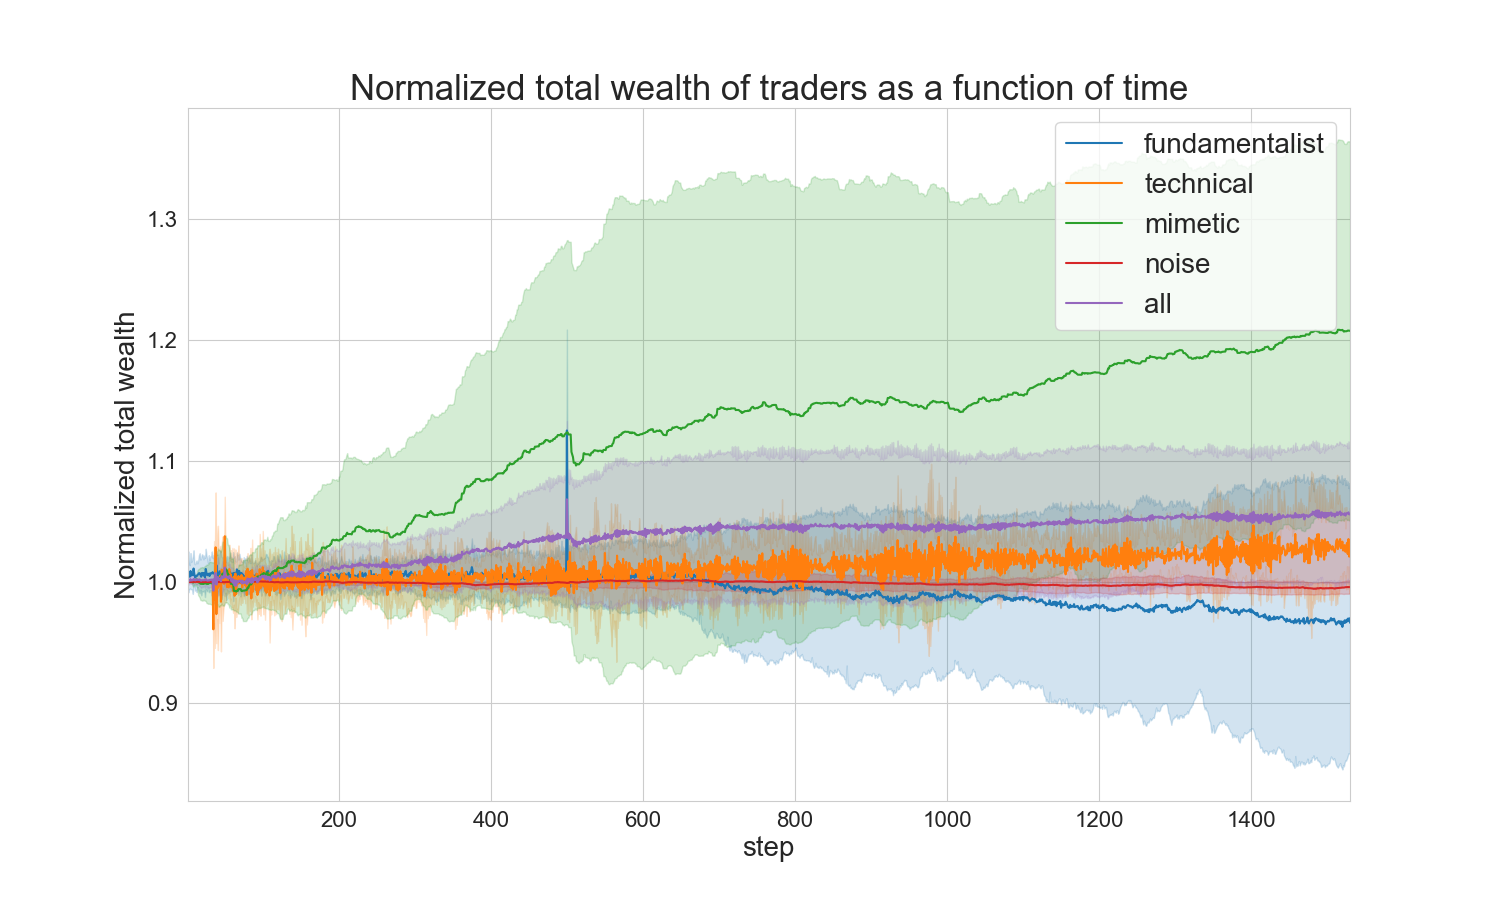 Normalized total wealth of traders as a function of time
fundamentalist
technical
mimetic
noise
all
Normalized total wealth
1.3
1.2
1.1
1.0
0.9
200 400 600 800 1000 1200 1400
step